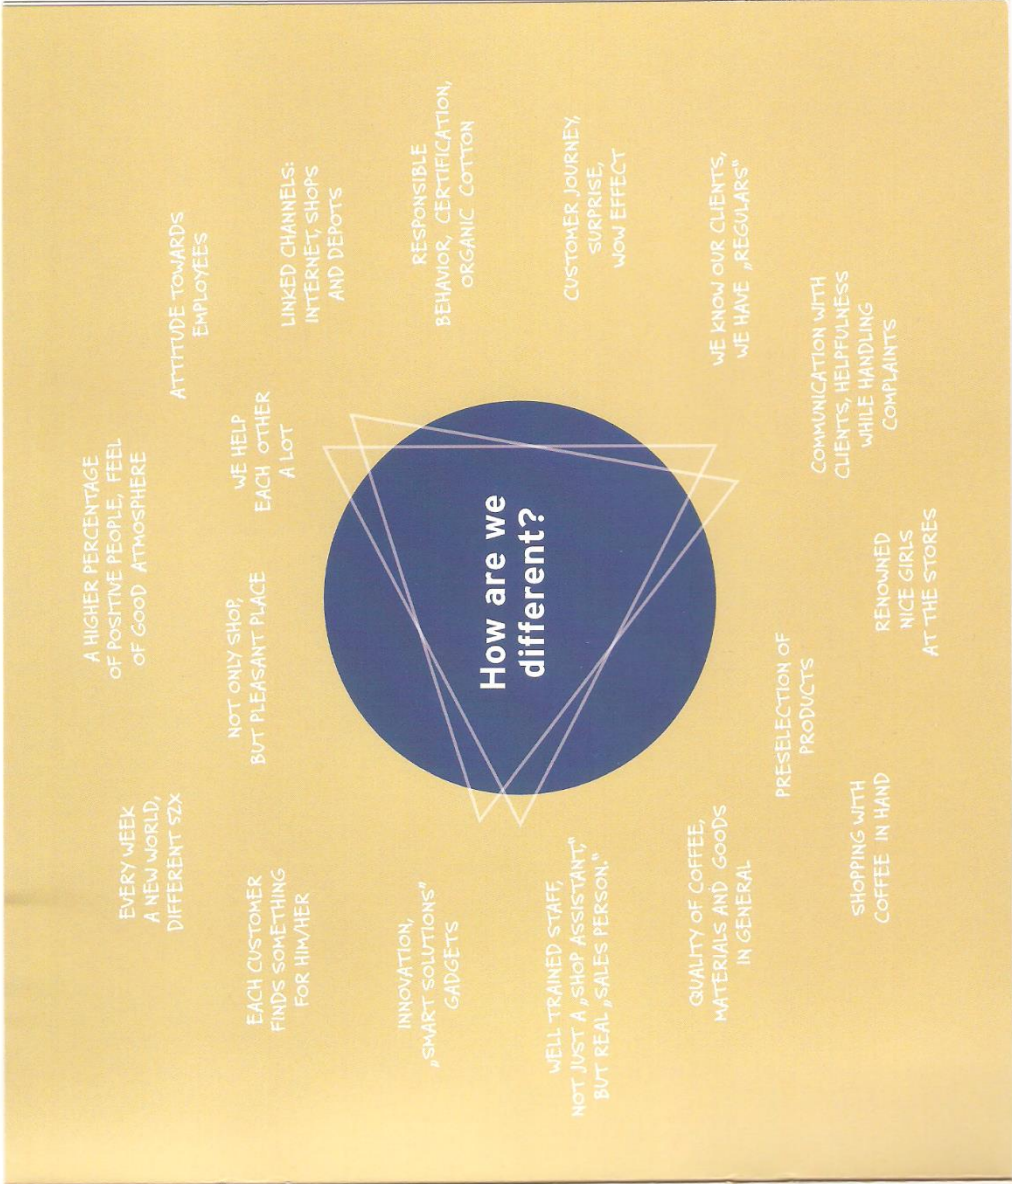 A HIGHER PERCENTAGE
OF POSITIVE PEOPLE, FEEL
OF GOOD ATMOSPHERE
EVERY WEEK
A NEW WORLD,
DIFFERENT 52X
ATTITUDE TOWARDS
EMPLOYEES
EACH CUSTOMER
FINDS SOMETHING
FOR HIM/HER
NOT ONLY SHOP,
BUT PLEASANT PLACE
WE HELP
EACH OTHER
A LOT
LINKED CHANNELS:
INTERNET, SHOPS
AND DEPOTS
INNOVATION,
„SMART SOLUTIONS"
GADGETS
RESPONSIBLE
BEHAVIOR, CERTIFICATION,
ORGANIC COTTON
How are we
different?
WELL TRAINED STAFF,
NOT JUST A „SHOP ASSISTANT,"
BUT REAL „SALES PERSON."
CUSTOMER JOURNEY,
SURPRISE,
WOW EFFECT
QUALITY OF COFFEE,
MATERIALS AND GOODS
IN GENERAL
WE KNOW OUR CLIENTS,
WE HAVE „REGULARS"
PRESELECTION OF
PRODUCTS
COMMUNICATION WITH
CLIENTS, HELPFULNESS
WHILE HANDLING
COMPLAINTS
SHOPPING WITH
COFFEE IN HAND
RENOWNED
NICE GIRLS
AT THE STORES